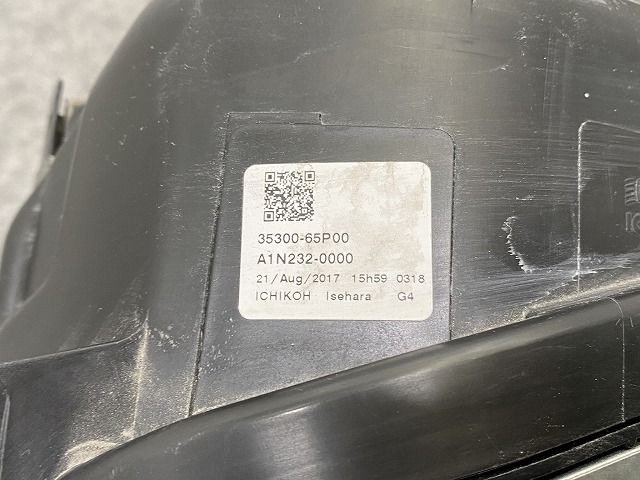 35300-65P00
A1N232-0000
21/Aug/2017 15h59 0318
ICHIKOH Isehara G4